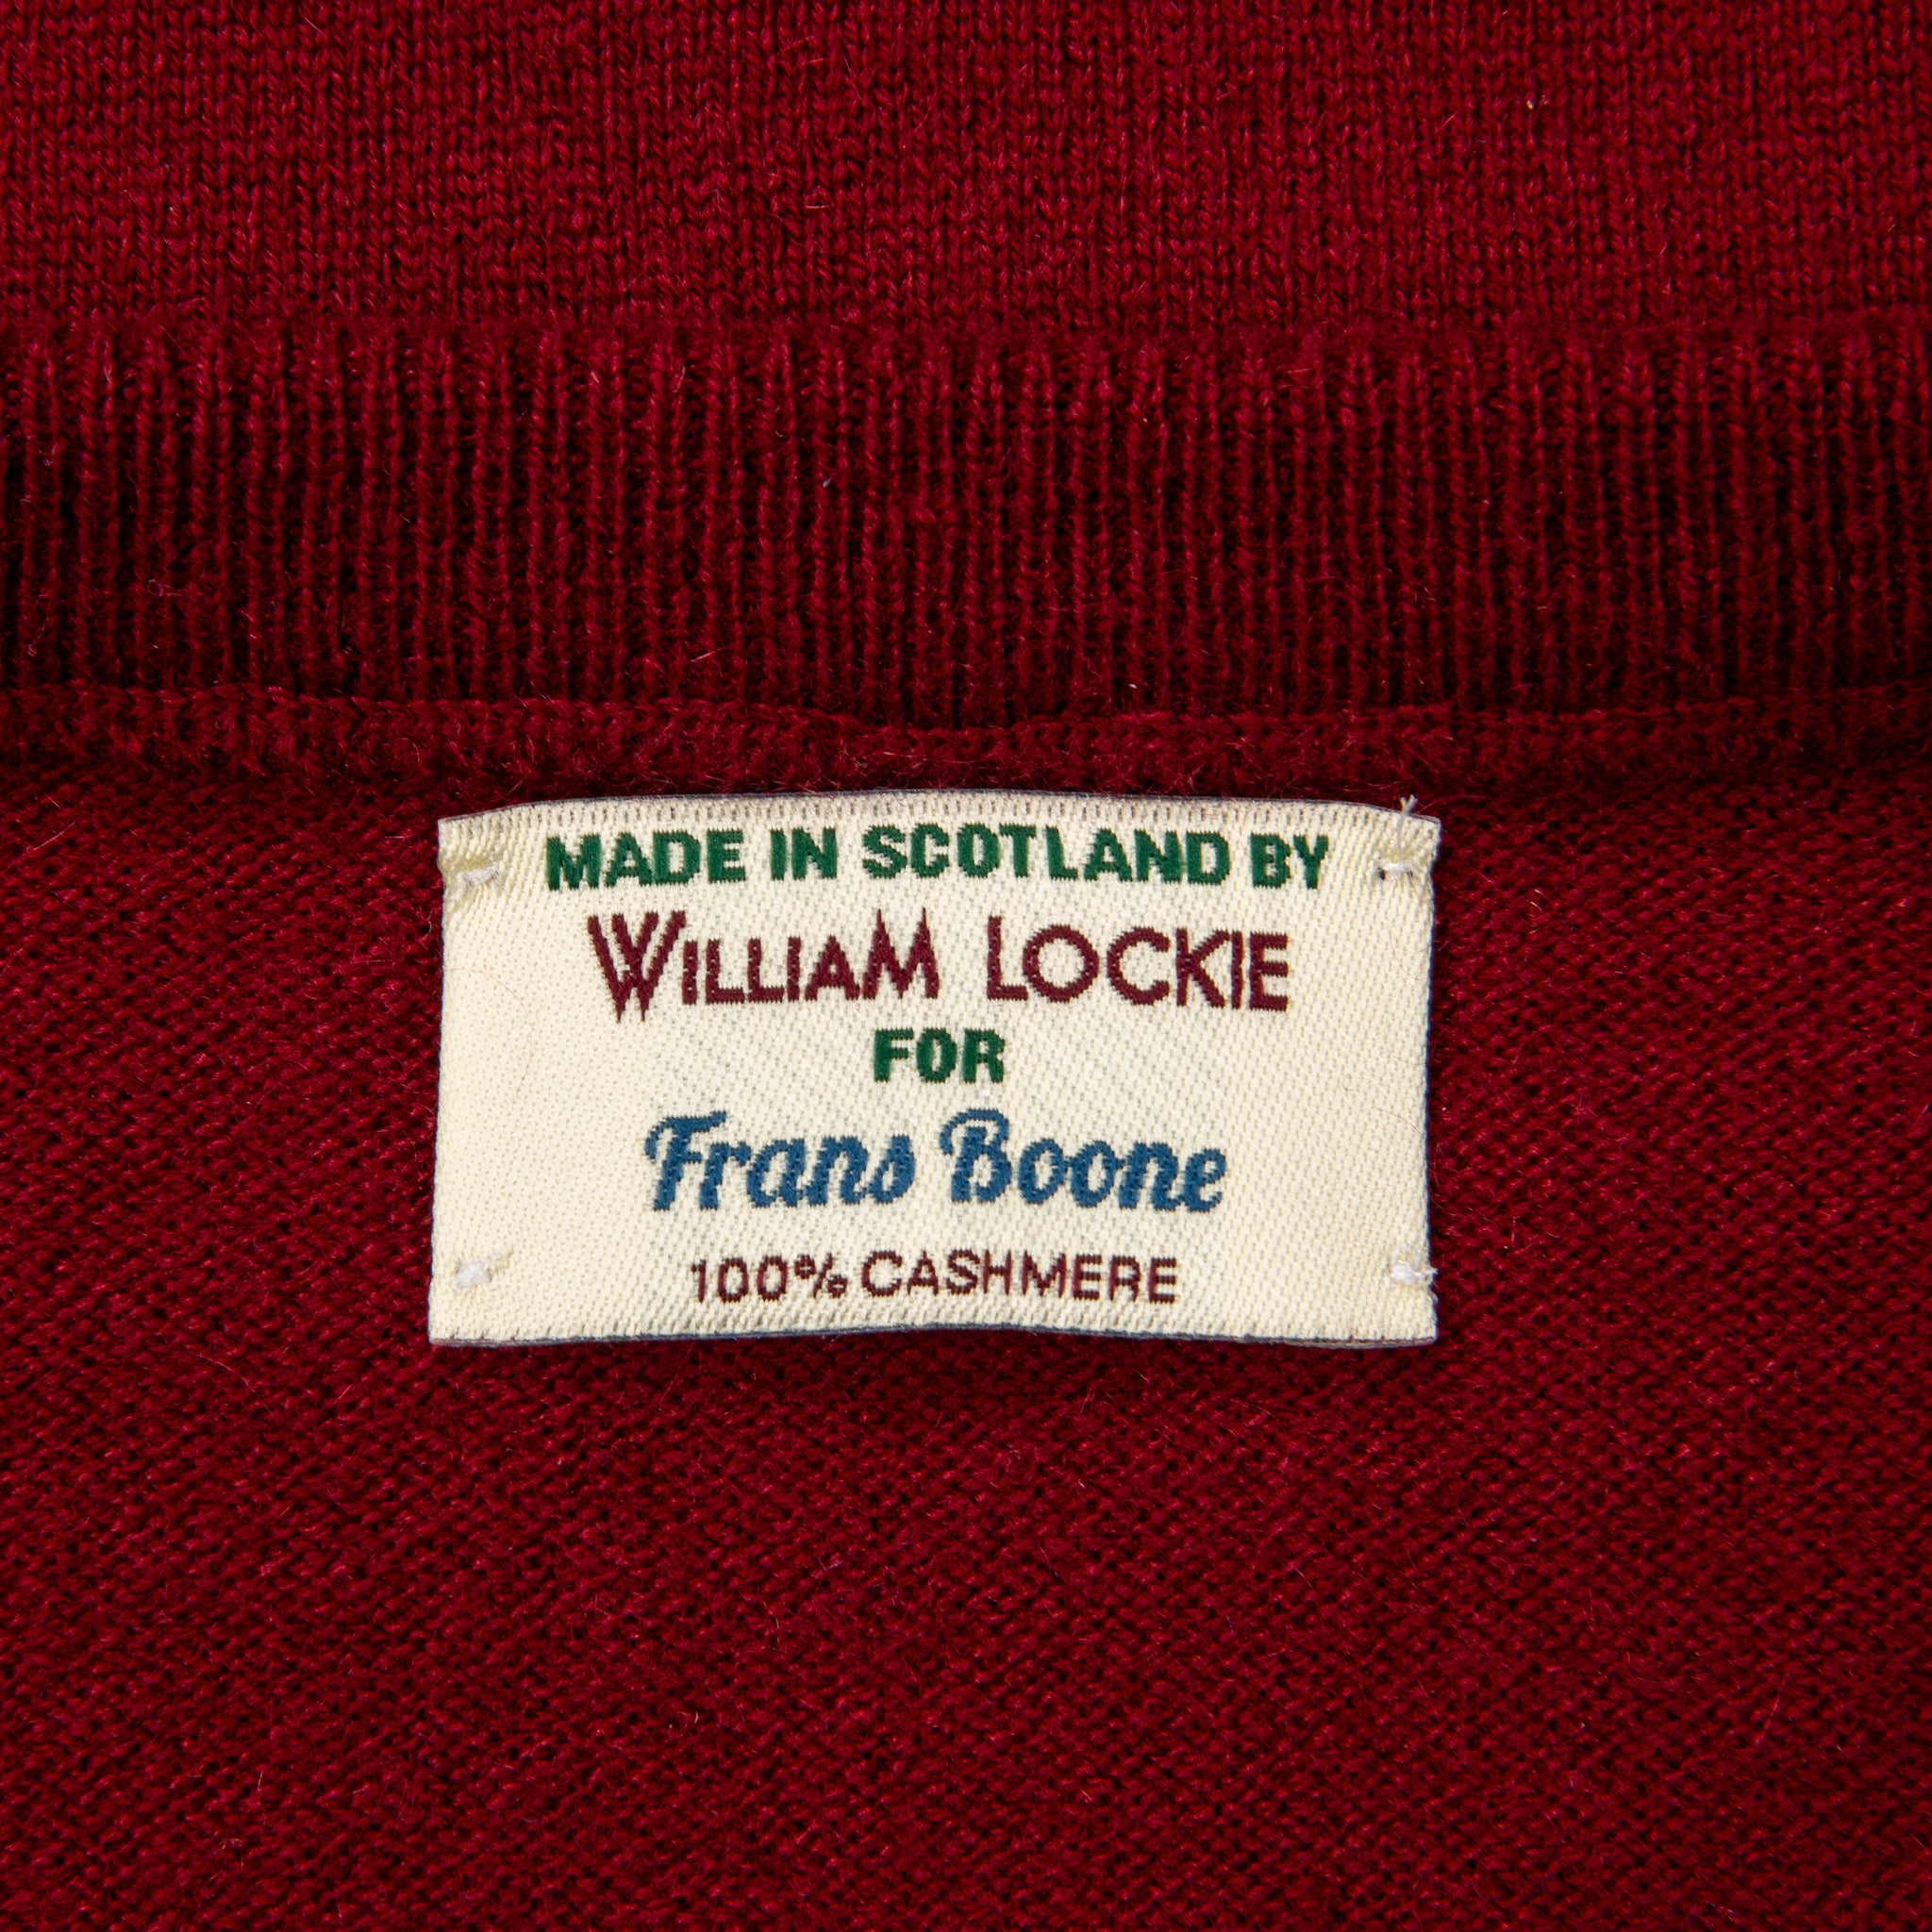 MADE IN SCOTLAND BY
WILLIAM LOCKIE
FOR
Frans Boone
100% CASHMERE